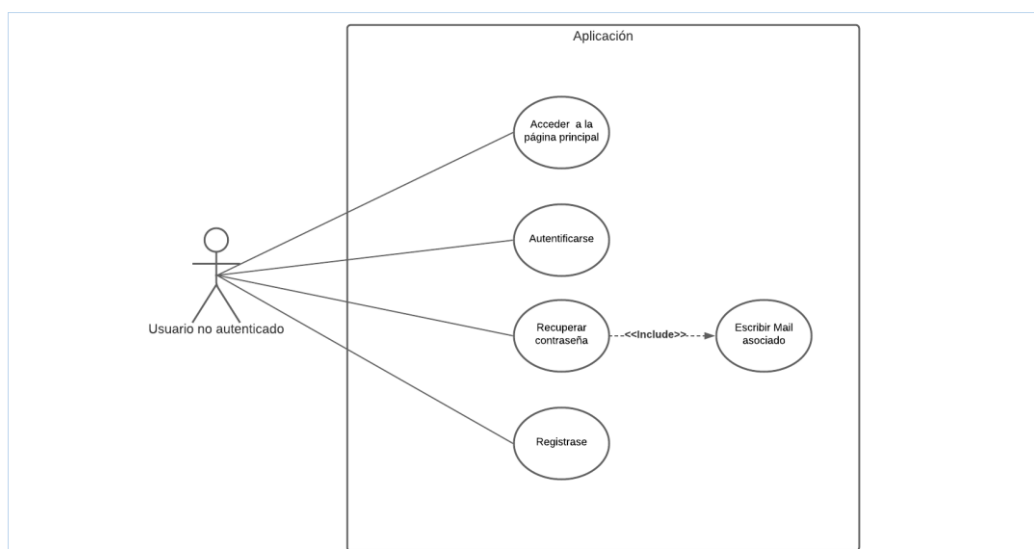 Aplicación
Acceder a la
página principal
Autentificarse
Usuario no autenticado
Recuperar
contraseña
<<Include>>
Escribir Mail
asociado
Registrase